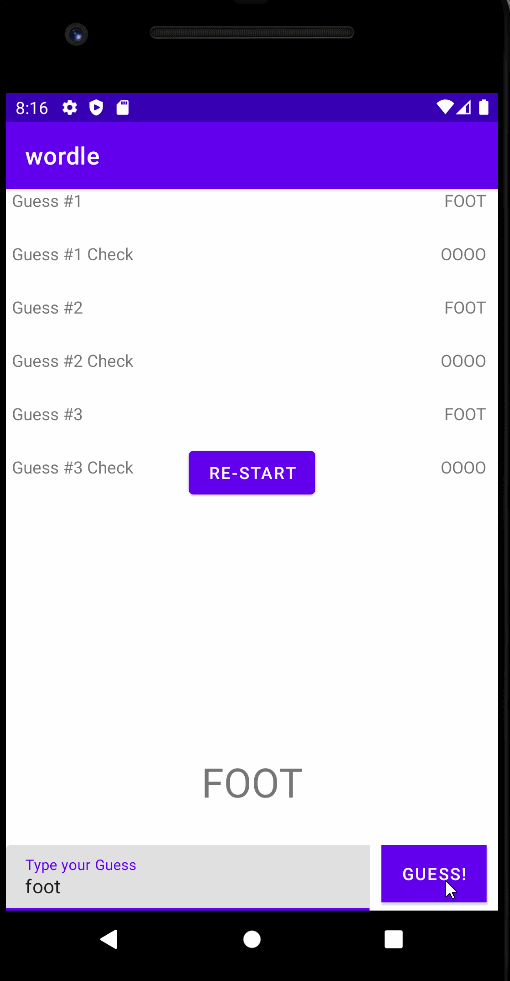 8:16
wordle
Guess #1 FOOT
Guess #1 Check OOOO
Guess #2 FOOT
Guess #2 Check OOOO
Guess #3 FOOT
Guess #3 Check OOOO
RE-START
FOOT
Type your Guess
foot
GUESS!